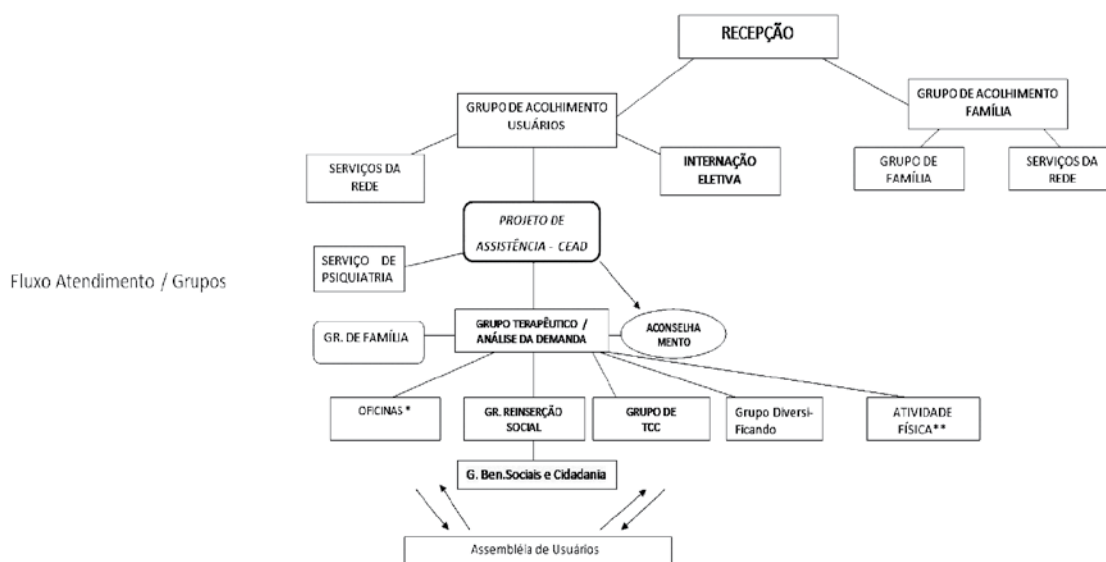 RECEPÇÃO
GRUPO DE ACOLHIMENTO
USUÁRIOS
GRUPO DE ACOLHIMENTO
FAMÍLIA
SERVIÇOS DA
REDE
INTERNAÇÃO
ELETIVA
GRUPO DE
FAMÍLIA
SERVIÇOS DA
REDE
PROJETO DE
ASSISTÊNCIA - CEAD
SERVIÇO DE
PSIQUIATRIA
Fluxo Atendimento / Grupos
GR. DE FAMÍLIA
GRUPO TERAPÊUTICO /
ANÁLISE DA DEMANDA
ACONSELHA
MENTO
OFICINAS *
GR. REINSERÇÃO
SOCIAL
GRUPO DE
TCC
Grupo Diversi-
Ficando
ATIVIDADE
FÍSICA**
G. Ben.Sociais e Cidadania
Assembléia de Usuários